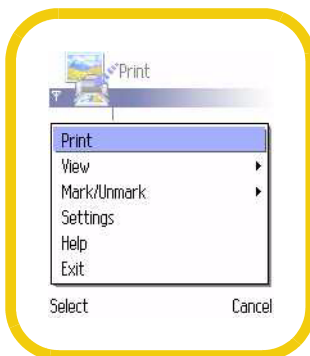 Print
Print
View
Mark/Unmark
Settings
Help
Exit
Select Cancel